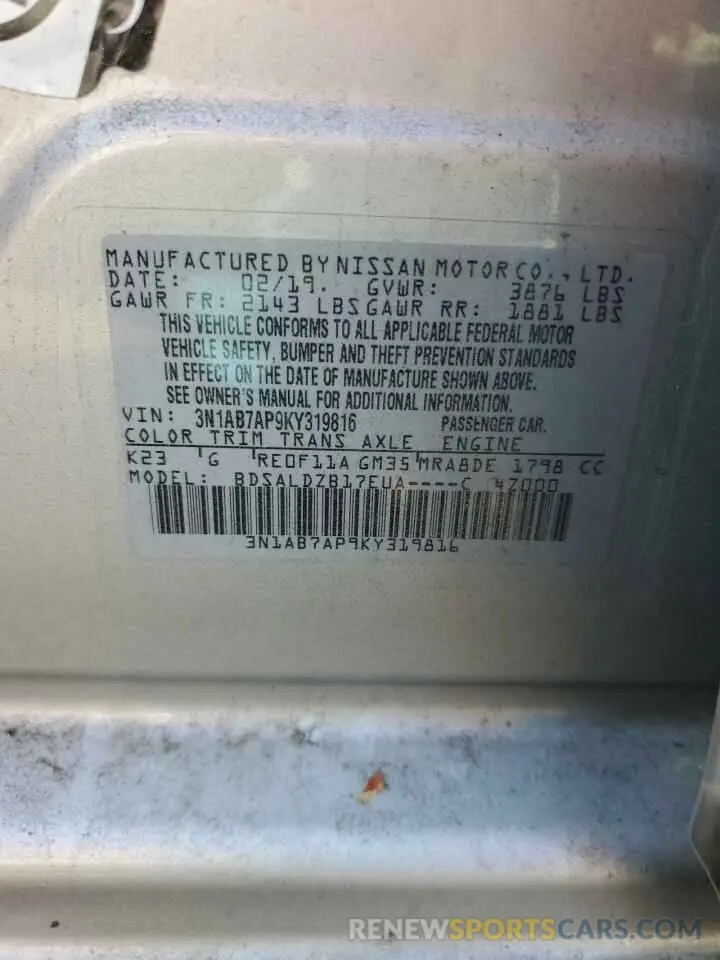 MANUFACTURED BY NISSAN MOTOR CO., LTD.
DATE: 02/19. GVWR: 3876 LBS
GAWR FR: 2143 LBS GAWR RR: 1881 LBS
THIS VEHICLE CONFORMS TO ALL APPLICABLE FEDERAL MOTOR
VEHICLE SAFETY, BUMPER AND THEFT PREVENTION STANDARDS
IN EFFECT ON THE DATE OF MANUFACTURE SHOWN ABOVE.
SEE OWNER'S MANUAL FOR ADDITIONAL INFORMATION.
VIN: 3N1AB7AP9KY319816 PASSENGER CAR.
COLOR TRIM TRANS AXLE ENGINE
K23 G RE0F11A GM35 MRA8DE 1798 CC
MODEL: BDSALDZB17EUA----C 4Z000
3N1AB7AP9KY319816
RENEWSPORTSCARS.COM